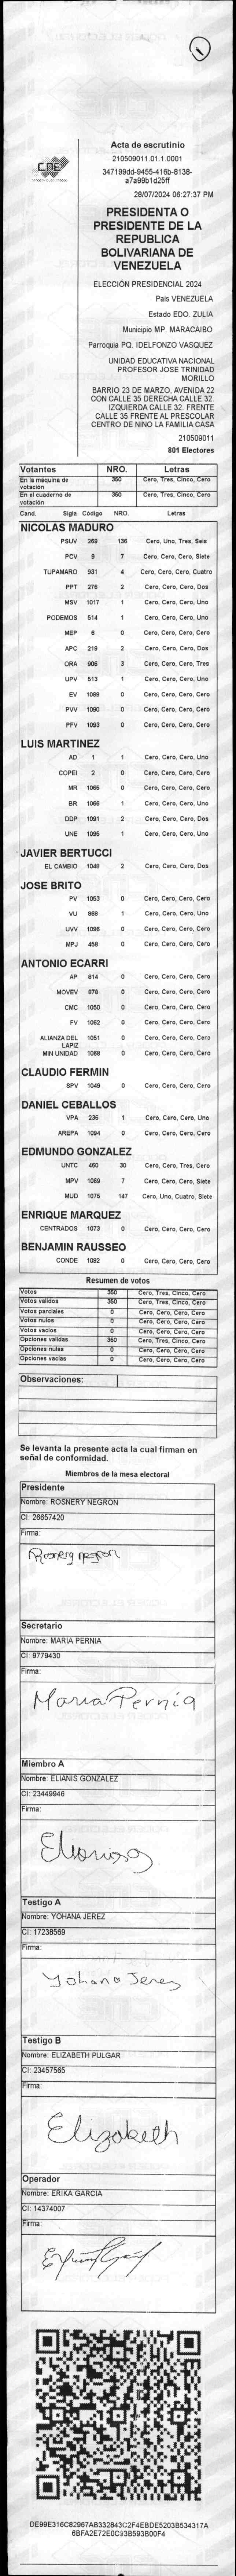 CNE
Acta de escrutinio
210509011.01.1.0001
347199dd-9455-416b-8138-
a7a99b1d25ff
28/07/2024 06:27:37 PM
PRESIDENTA O
PRESIDENTE DE LA
REPUBLICA
BOLIVARIANA DE
VENEZUELA
ELECCIÓN PRESIDENCIAL 2024
País VENEZUELA
Estado EDO. ZULIA
Municipio MP. MARACAIBO
Parroquia PQ. IDELFONZO VASQUEZ
UNIDAD EDUCATIVA NACIONAL
PROFESOR JOSE TRINIDAD
MORILLO
BARRIO 23 DE MARZO, AVENIDA 22
CON CALLE 35 DERECHA CALLE 32.
IZQUIERDA CALLE 32. FRENTE
CALLE 35 FRENTE AL PRESCOLAR
CENTRO DE NINO LA FAMILIA CASA
210509011
801 Electores
Votantes NRO. Letras
En la máquina de votación 350 Cero, Tres, Cinco, Cero
En el cuaderno de votación 350 Cero, Tres, Cinco, Cero
Cand. Sigla Código NRO. Letras
NICOLAS MADURO
PSUV 269 136 Cero, Uno, Tres, Seis
PCV 9 7 Cero, Cero, Cero, Siete
TUPAMARO 931 4 Cero, Cero, Cero, Cuatro
PPT 276 2 Cero, Cero, Cero, Dos
MSV 1017 1 Cero, Cero, Cero, Uno
PODEMOS 514 1 Cero, Cero, Cero, Uno
MEP 6 0 Cero, Cero, Cero, Cero
APC 219 2 Cero, Cero, Cero, Dos
ORA 906 3 Cero, Cero, Cero, Tres
UPV 513 1 Cero, Cero, Cero, Uno
EV 1089 0 Cero, Cero, Cero, Cero
PVV 1090 0 Cero, Cero, Cero, Cero
PFV 1093 0 Cero, Cero, Cero, Cero
LUIS MARTINEZ
AD 1 1 Cero, Cero, Cero, Uno
COPEI 2 0 Cero, Cero, Cero, Cero
MR 1065 0 Cero, Cero, Cero, Cero
BR 1066 1 Cero, Cero, Cero, Uno
DDP 1091 2 Cero, Cero, Cero, Dos
UNE 1095 1 Cero, Cero, Cero, Uno
JAVIER BERTUCCI
EL CAMBIO 1048 2 Cero, Cero, Cero, Dos
JOSE BRITO
PV 1053 0 Cero, Cero, Cero, Cero
VU 868 1 Cero, Cero, Cero, Uno
UVV 1096 0 Cero, Cero, Cero, Cero
MPJ 458 0 Cero, Cero, Cero, Cero
ANTONIO ECARRI
AP 814 0 Cero, Cero, Cero, Cero
MOVEV 878 0 Cero, Cero, Cero, Cero
CMC 1050 0 Cero, Cero, Cero, Cero
FV 1062 0 Cero, Cero, Cero, Cero
ALIANZA DEL LAPIZ 1051 0 Cero, Cero, Cero, Cero
MIN UNIDAD 1068 0 Cero, Cero, Cero, Cero
CLAUDIO FERMIN
SPV 1049 0 Cero, Cero, Cero, Cero
DANIEL CEBALLOS
VPA 236 1 Cero, Cero, Cero, Uno
AREPA 1094 0 Cero, Cero, Cero, Cero
EDMUNDO GONZALEZ
UNTC 460 30 Cero, Cero, Tres, Cero
MPV 1069 7 Cero, Cero, Cero, Siete
MUD 1075 147 Cero, Uno, Cuatro, Siete
ENRIQUE MARQUEZ
CENTRADOS 1073 0 Cero, Cero, Cero, Cero
BENJAMIN RAUSSEO
CONDE 1092 0 Cero, Cero, Cero, Cero
Resumen de votos
Votos 350 Cero, Tres, Cinco, Cero
Votos válidos 350 Cero, Tres, Cinco, Cero
Votos parciales 0 Cero, Cero, Cero, Cero
Votos nulos 0 Cero, Cero, Cero, Cero
Votos vacíos 0 Cero, Cero, Cero, Cero
Opciones válidas 350 Cero, Tres, Cinco, Cero
Opciones nulas 0 Cero, Cero, Cero, Cero
Opciones vacías 0 Cero, Cero, Cero, Cero
Observaciones:
Se levanta la presente acta la cual firman en
señal de conformidad.
Miembros de la mesa electoral
Presidente
Nombre: ROSNERY NEGRON
CI: 26657420
Firma:
Rosnery negron
Secretario
Nombre: MARIA PERNIA
CI: 9779430
Firma:
Maria Pernia
Miembro A
Nombre: ELIANIS GONZALEZ
CI: 23449946
Firma:
Testigo A
Nombre: YOHANA JEREZ
CI: 17238569
Firma:
Yohana Jerez
Testigo B
Nombre: ELIZABETH PULGAR
CI: 23457565
Firma:
Elizabeth
Operador
Nombre: ERIKA GARCIA
CI: 14374007
Firma:
DE99E316C82967AB332843C2F4EBDE5203B534317A
6BFA2E72E0C93B593B00F4